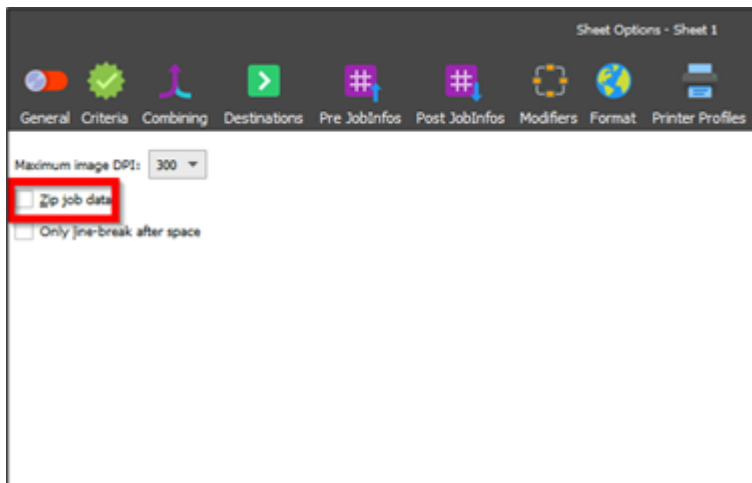 Sheet Options - Sheet 1
General Criteria Combining Destinations Pre JobInfos Post JobInfos Modifiers Format Printer Profiles
Maximum image DPI: 300
Zip job data
Only line-break after space